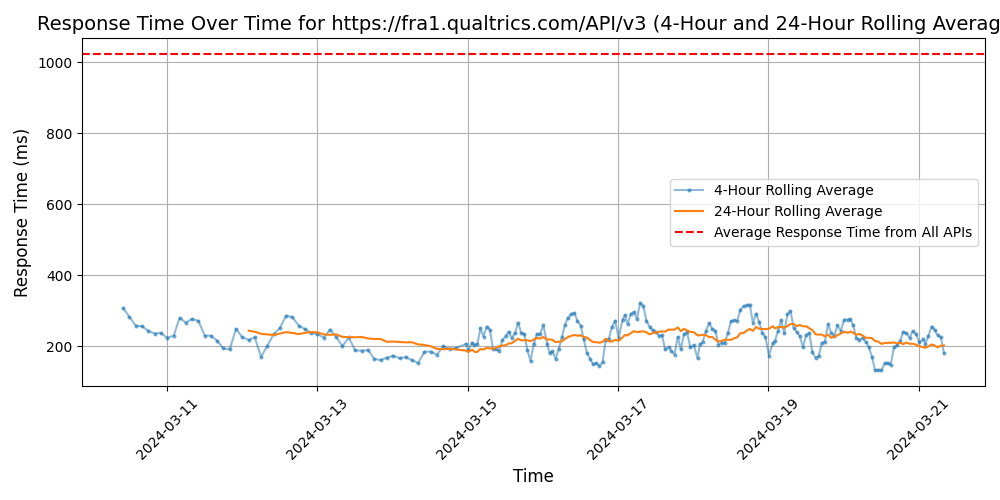 Response Time Over Time for https://fra1.qualtrics.com/API/v3 (4-Hour and 24-Hour Rolling Averag
Response Time (ms)
1000
800
600
400
200
4-Hour Rolling Average
24-Hour Rolling Average
Average Response Time from All APIs
2024-03-11
2024-03-13
2024-03-15
2024-03-17
2024-03-19
2024-03-21
Time